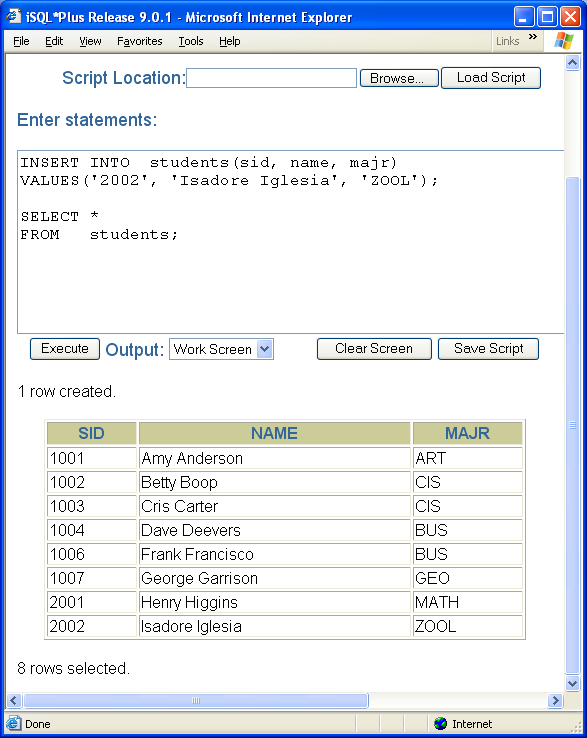 iSQL*Plus Release 9.0.1 - Microsoft Internet Explorer
File Edit View Favorites Tools Help Links »
Script Location: Browse... Load Script
Enter statements:
INSERT INTO  students(sid, name, majr)
VALUES('2002', 'Isadore Iglesia', 'ZOOL');
SELECT *
FROM   students;
Execute Output: Work Screen Clear Screen Save Script
1 row created.
SID NAME MAJR
1001 Amy Anderson ART
1002 Betty Boop CIS
1003 Cris Carter CIS
1004 Dave Deevers BUS
1006 Frank Francisco BUS
1007 George Garrison GEO
2001 Henry Higgins MATH
2002 Isadore Iglesia ZOOL
8 rows selected.
Done Internet